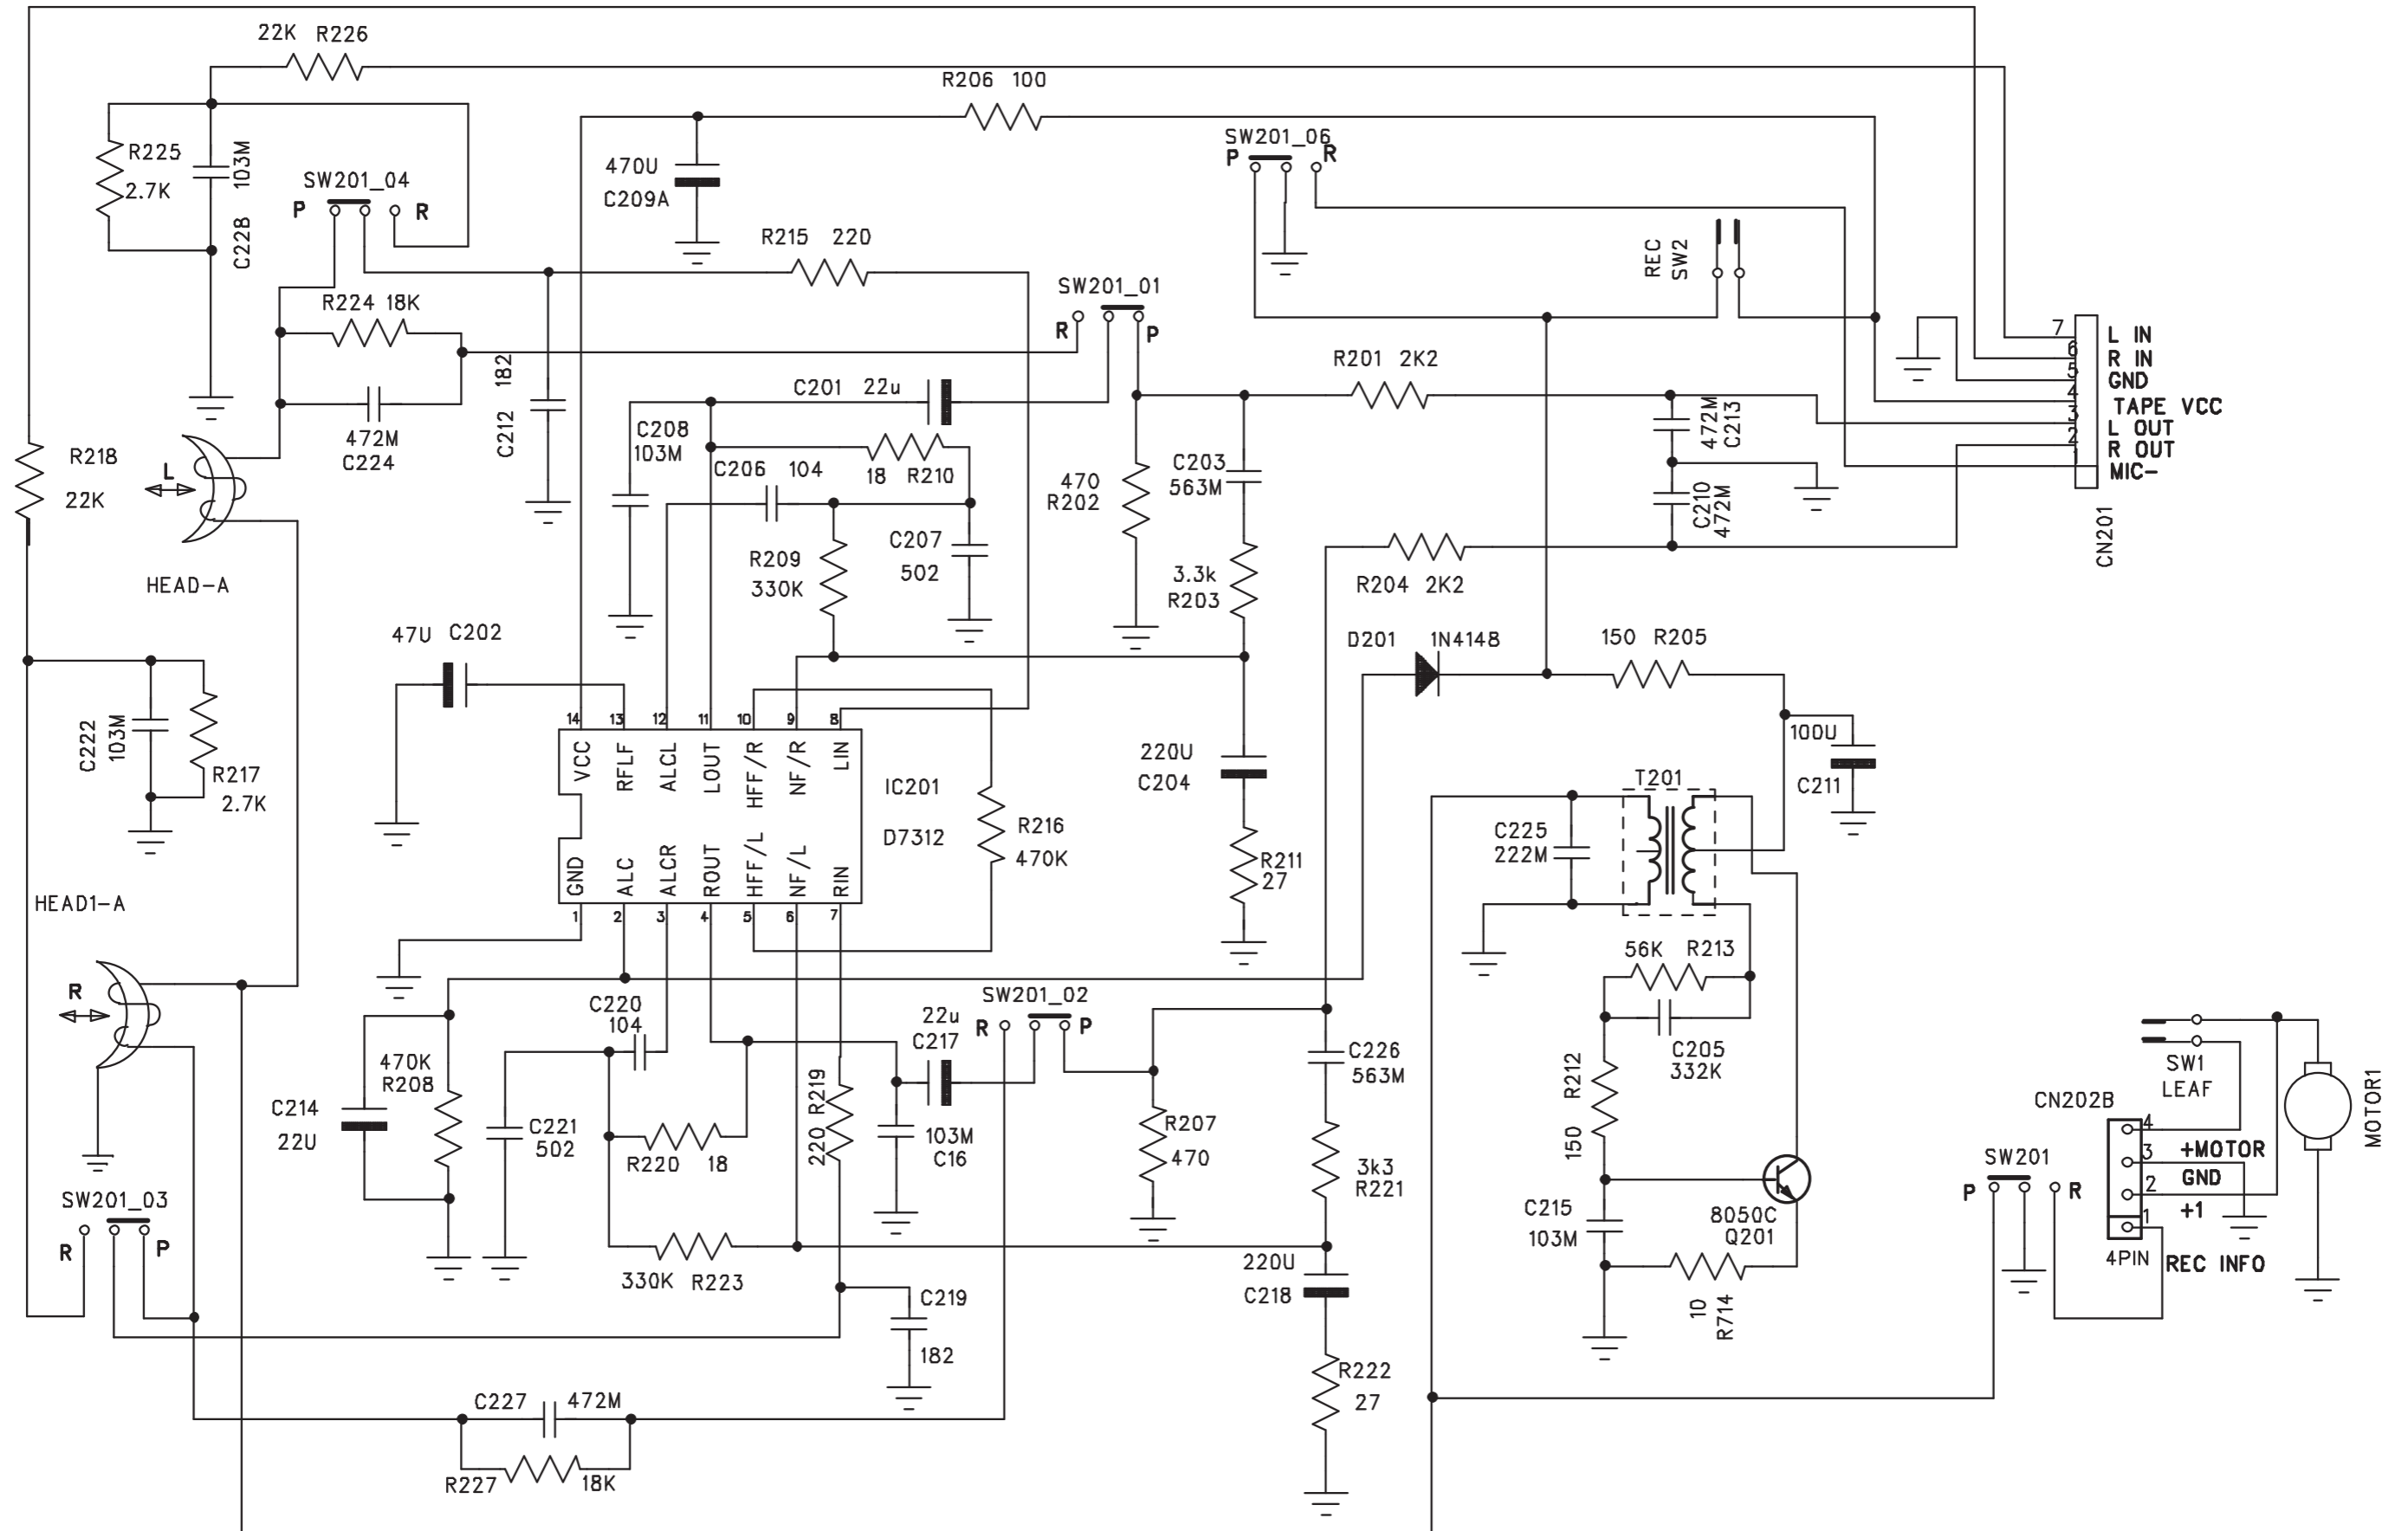 22K R226
R206 100
R225
2.7K
103M
C228
SW201_04
P R
470U
C209A
SW201_06
P R
REC
SW2
R215 220
SW201_01
R P
R224 18K
472M
C224
182
C212
C201 22u
C208
103M
C206 104
18 R210
R201 2K2
472M
C213
C210
472M
7 L IN
6 R IN
5 GND
4 TAPE VCC
3 L OUT
2 R OUT
1 MIC-
CN201
R218
22K
L
HEAD-A
470
R202
C203
563M
3.3k
R203
R204 2K2
R209
330K
C207
502
47U C202
D201 1N4148
150 R205
C222
103M
R217
2.7K
14 13 12 11 10 9 8
VCC RFLF ALCL LOUT HFF/R NF/R LIN
GND ALC ALCR ROUT HFF/L NF/L RIN
1 2 3 4 5 6 7
IC201
D7312
R216
470K
220U
C204
R211
27
100U
C211
T201
C225
222M
HEAD1-A
R
56K R213
C205
332K
R212
150
C220
104
SW201_02
R P
22u
C217
470K
R208
C214
22U
C221
502
R220 18
220 R219
103M
C16
R207
470
C226
563M
3k3
R221
C215
103M
8050C
Q201
10
R714
SW1
LEAF
CN202B
4
3 +MOTOR
GND
2
+1
1
4PIN REC INFO
MOTOR1
SW201
P R
SW201_03
R P
330K R223
220U
C218
C219
182
R222
27
C227 472M
R227 18K